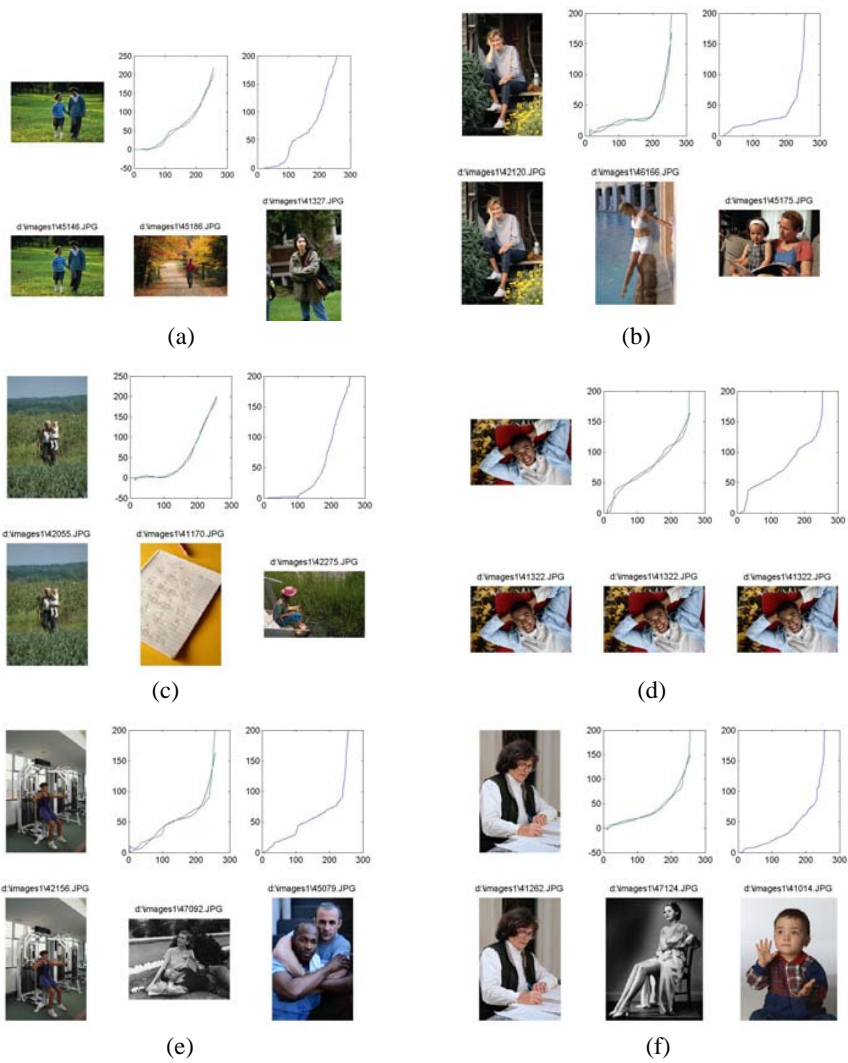 250
200
150
100
50
0
-50
0 100 200 300
200
150
100
50
0
0 100 200 300
d:\images1\45146.JPG
d:\images1\45186.JPG
d:\images1\41327.JPG
(a)
200
150
100
50
0
0 100 200 300
200
150
100
50
0
0 100 200 300
d:\images1\42120.JPG
d:\images1\46166.JPG
d:\images1\45175.JPG
(b)
250
200
150
100
50
0
-50
0 100 200 300
200
150
100
50
0
0 100 200 300
d:\images1\42055.JPG
d:\images1\41170.JPG
d:\images1\42275.JPG
(c)
200
150
100
50
0
0 100 200 300
200
150
100
50
0
0 100 200 300
d:\images1\41322.JPG
d:\images1\41322.JPG
d:\images1\41322.JPG
(d)
200
150
100
50
0
0 100 200 300
200
150
100
50
0
0 100 200 300
d:\images1\42156.JPG
d:\images1\47092.JPG
d:\images1\45079.JPG
(e)
200
150
100
50
0
-50
0 100 200 300
200
150
100
50
0
0 100 200 300
d:\images1\41262.JPG
d:\images1\47124.JPG
d:\images1\41014.JPG
(f)